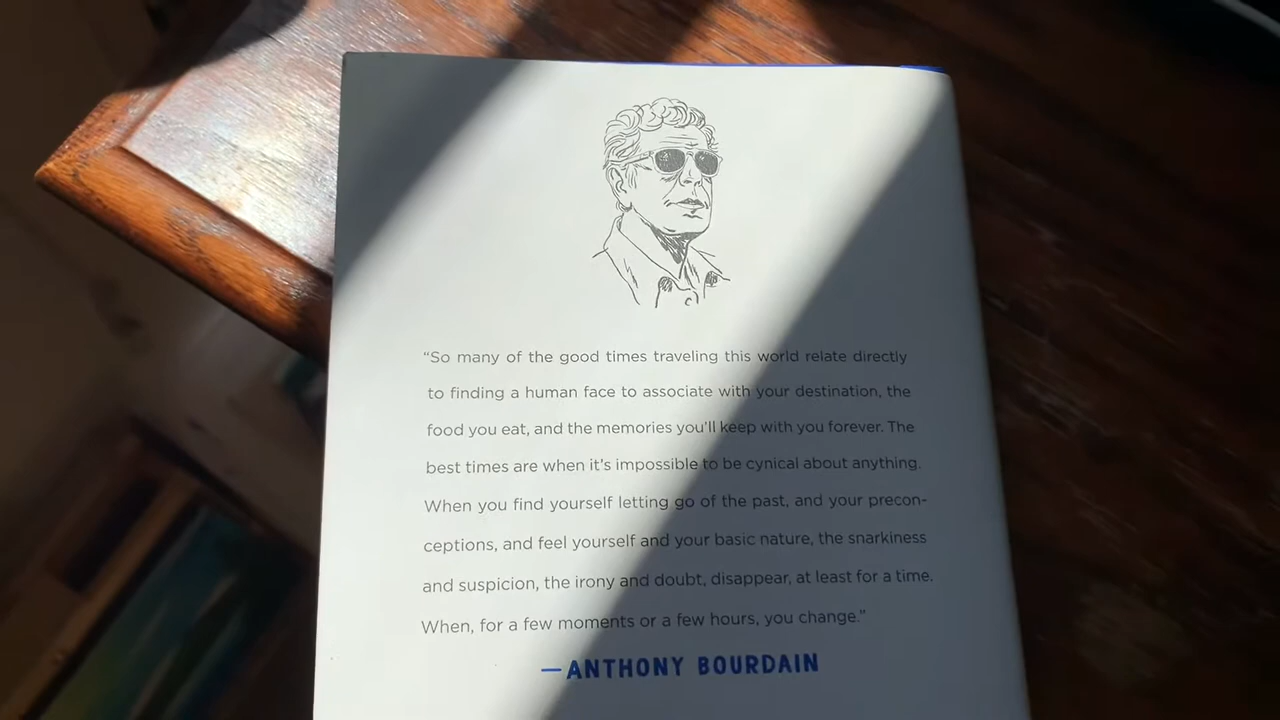 “So many of the good times traveling this world relate directly
to finding a human face to associate with your destination, the
food you eat, and the memories you’ll keep with you forever. The
best times are when it’s impossible to be cynical about anything.
When you find yourself letting go of the past, and your precon-
ceptions, and feel yourself and your basic nature, the snarkiness
and suspicion, the irony and doubt, disappear, at least for a time.
When, for a few moments or a few hours, you change.”
—ANTHONY BOURDAIN